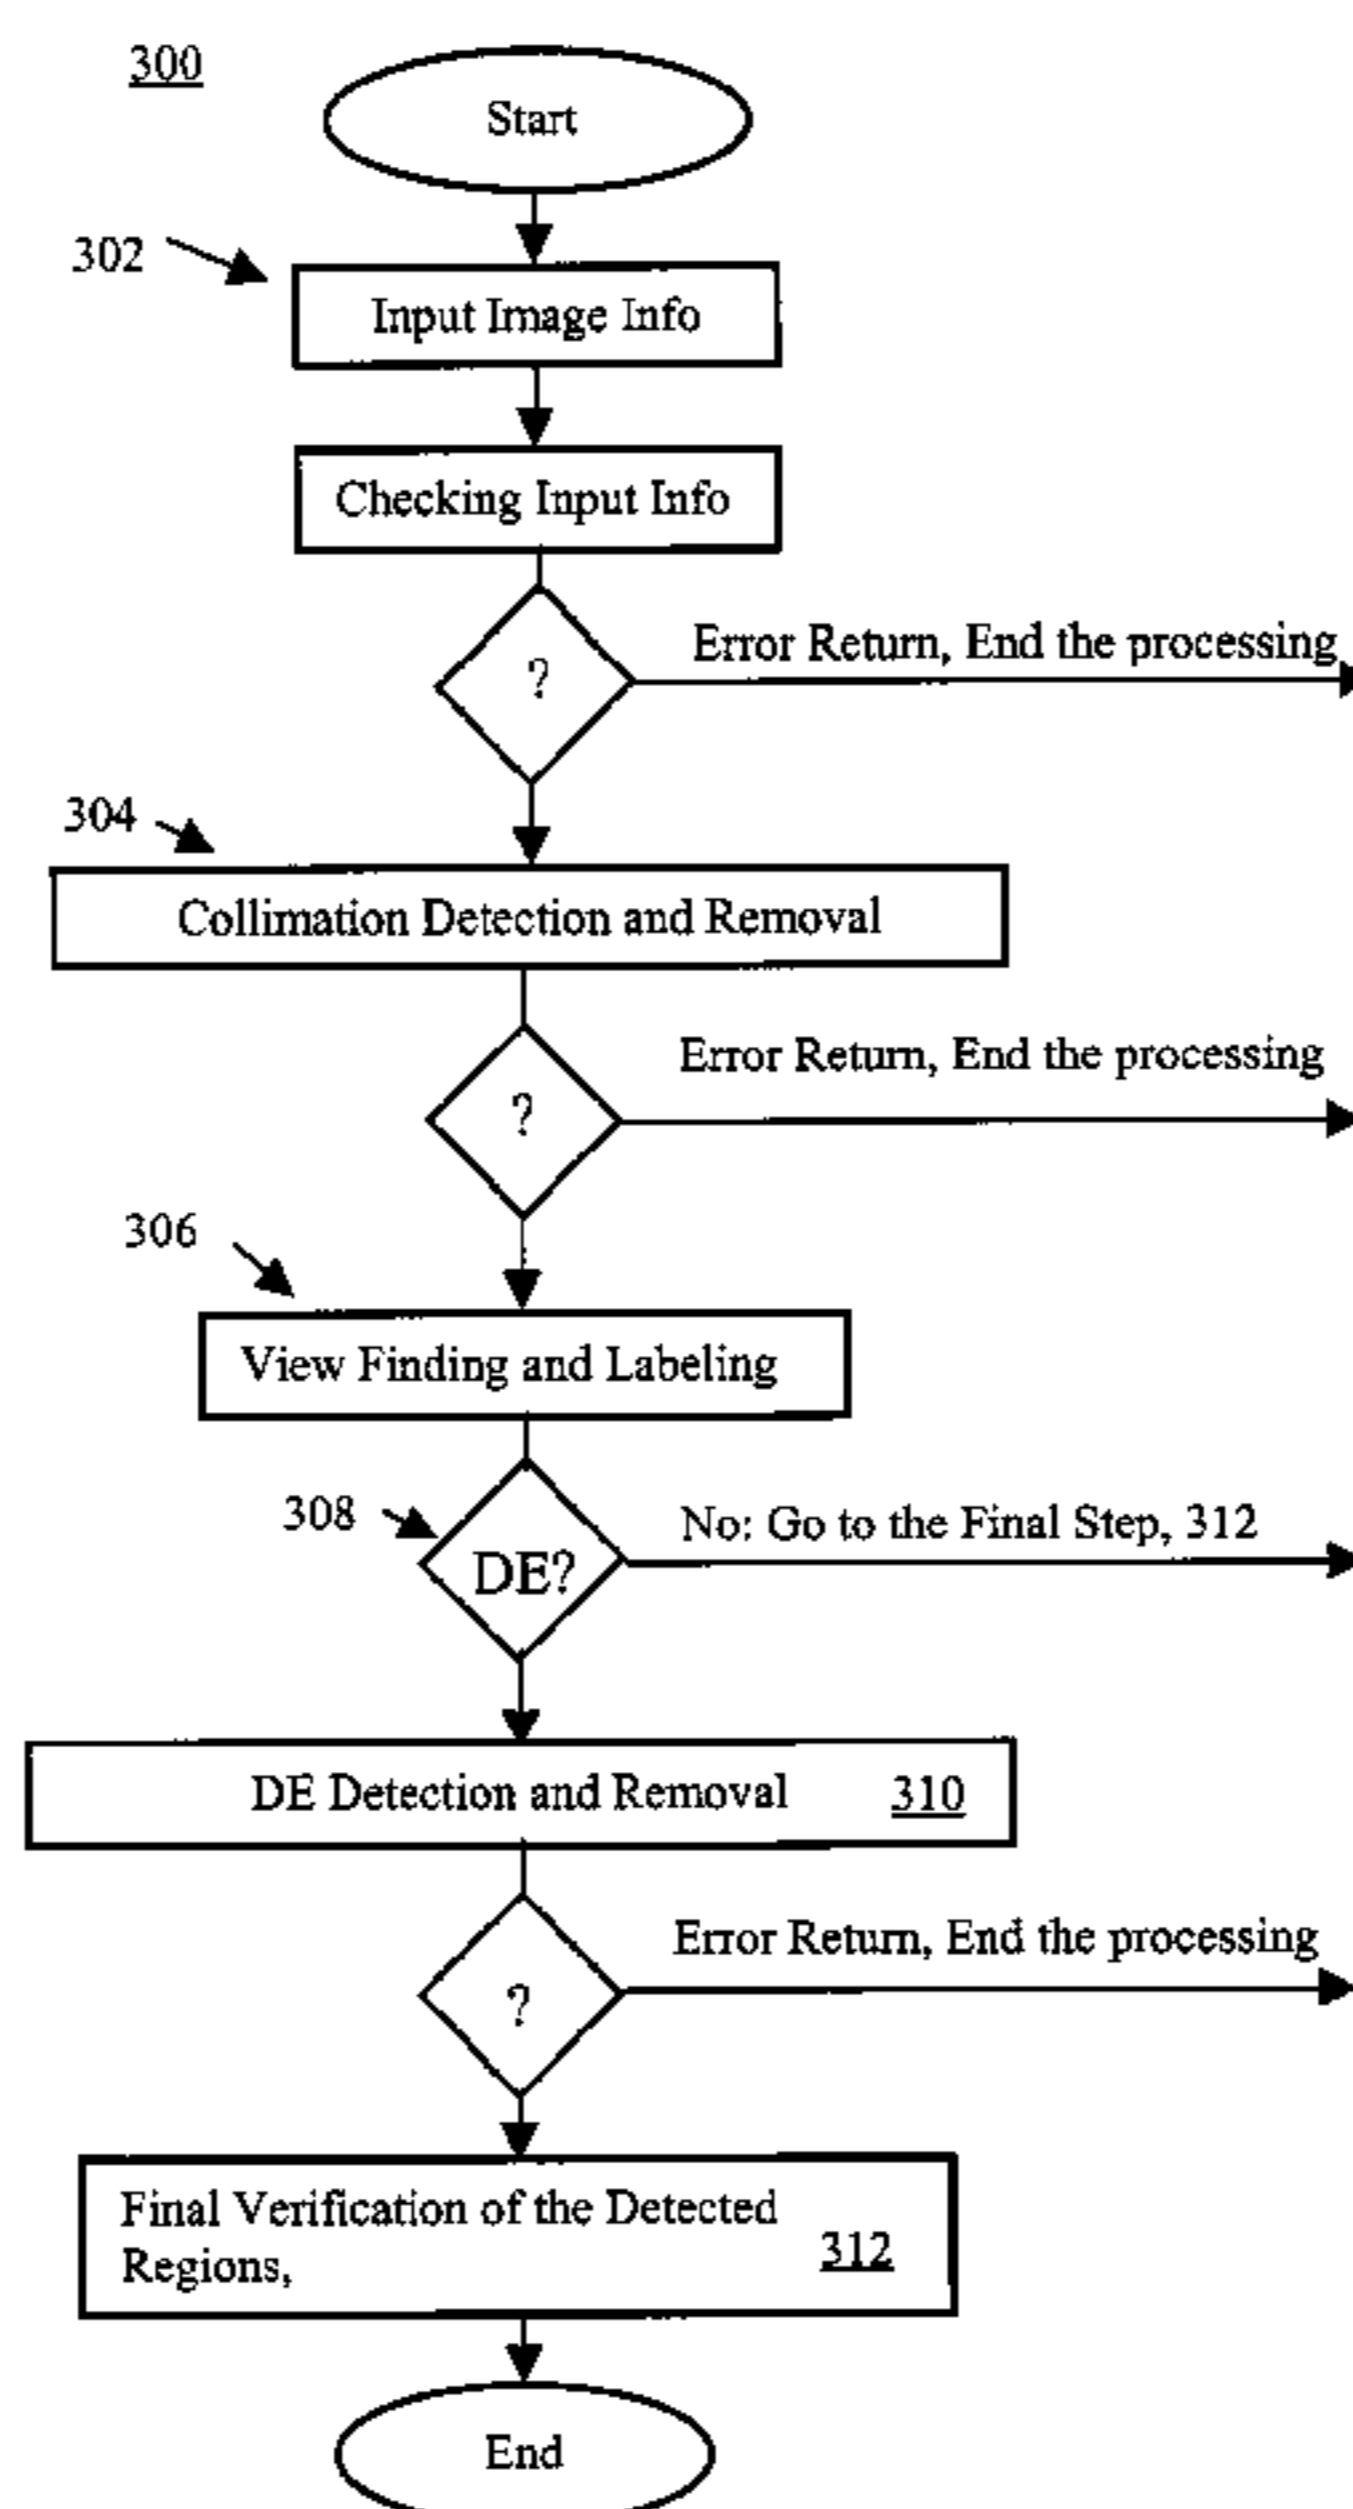 300
Start
302
Input Image Info
Checking Input Info
?
Error Return, End the processing
304
Collimation Detection and Removal
?
Error Return, End the processing
306
View Finding and Labeling
308
DE?
No: Go to the Final Step, 312
DE Detection and Removal 310
?
Error Return, End the processing
Final Verification of the Detected
Regions,
312
End